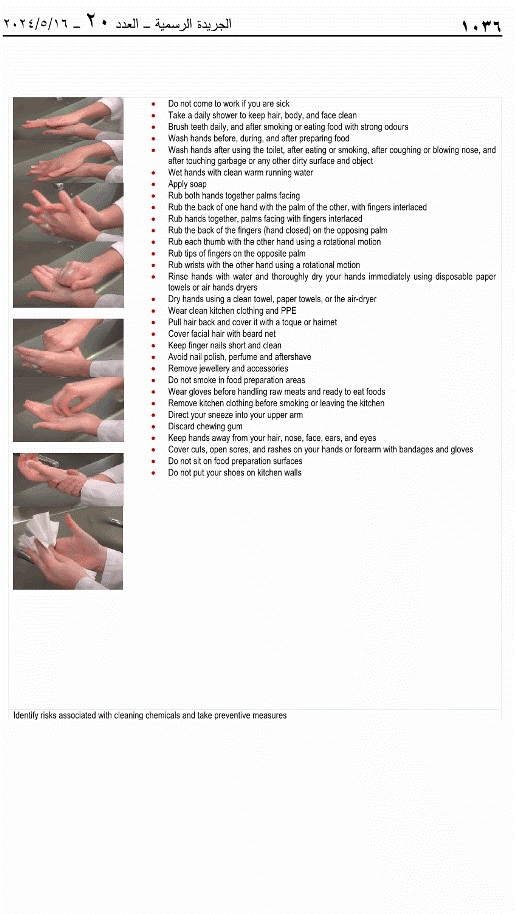 ١٠٣٦ الجريدة الرسمية – العدد ٢٠ – ٢٠٢٤/٥/١٦
• Do not come to work if you are sick
• Take a daily shower to keep hair, body, and face clean
• Brush teeth daily, and after smoking or eating food with strong odours
• Wash hands before, during, and after preparing food
• Wash hands after using the toilet, after eating or smoking, after coughing or blowing nose, and
after touching garbage or any other dirty surface and object
• Wet hands with clean warm running water
• Apply soap
• Rub both hands together palms facing
• Rub the back of one hand with the palm of the other, with fingers interlaced
• Rub hands together, palms facing with fingers interlaced
• Rub the back of the fingers (hand closed) on the opposing palm
• Rub each thumb with the other hand using a rotational motion
• Rub tips of fingers on the opposite palm
• Rub wrists with the other hand using a rotational motion
• Rinse hands with water and thoroughly dry your hands immediately using disposable paper
towels or air hands dryers
• Dry hands using a clean towel, paper towels, or the air-dryer
• Wear clean kitchen clothing and PPE
• Pull hair back and cover it with a toque or hairnet
• Cover facial hair with beard net
• Keep finger nails short and clean
• Avoid nail polish, perfume and aftershave
• Remove jewellery and accessories
• Do not smoke in food preparation areas
• Wear gloves before handling raw meats and ready to eat foods
• Remove kitchen clothing before smoking or leaving the kitchen
• Direct your sneeze into your upper arm
• Discard chewing gum
• Keep hands away from your hair, nose, face, ears, and eyes
• Cover cuts, open sores, and rashes on your hands or forearm with bandages and gloves
• Do not sit on food preparation surfaces
• Do not put your shoes on kitchen walls
Identify risks associated with cleaning chemicals and take preventive measures